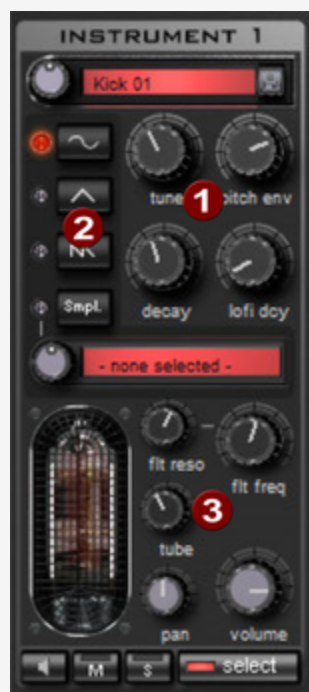 INSTRUMENT 1
Kick 01
tune 1 pitch env
2
Smpl.
decay lofi dcy
- none selected -
flt reso flt freq
3
tube
pan volume
M S select